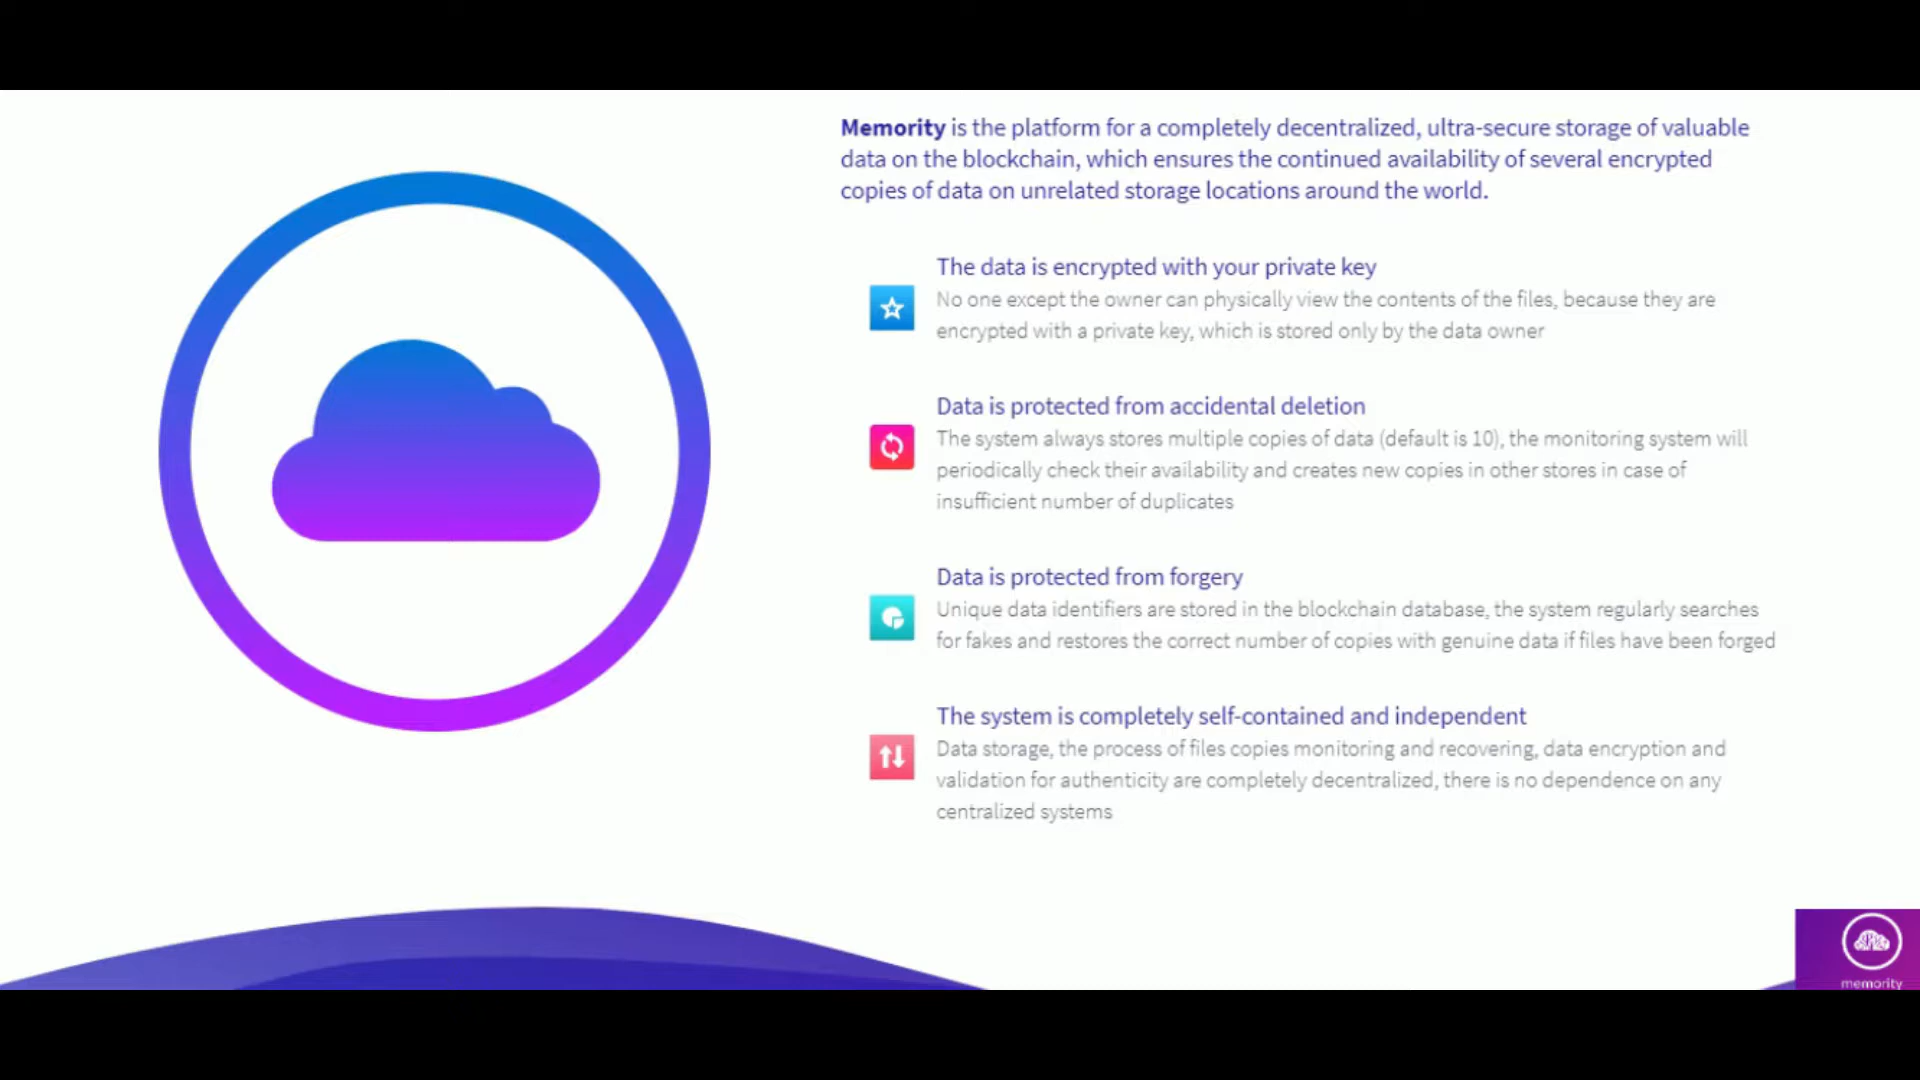 Memority is the platform for a completely decentralized, ultra-secure storage of valuable
data on the blockchain, which ensures the continued availability of several encrypted
copies of data on unrelated storage locations around the world.
The data is encrypted with your private key
No one except the owner can physically view the contents of the files, because they are
encrypted with a private key, which is stored only by the data owner
Data is protected from accidental deletion
The system always stores multiple copies of data (default is 10), the monitoring system will
periodically check their availability and creates new copies in other stores in case of
insufficient number of duplicates
Data is protected from forgery
Unique data identifiers are stored in the blockchain database, the system regularly searches
for fakes and restores the correct number of copies with genuine data if files have been forged
The system is completely self-contained and independent
Data storage, the process of files copies monitoring and recovering, data encryption and
validation for authenticity are completely decentralized, there is no dependence on any
centralized systems
memority